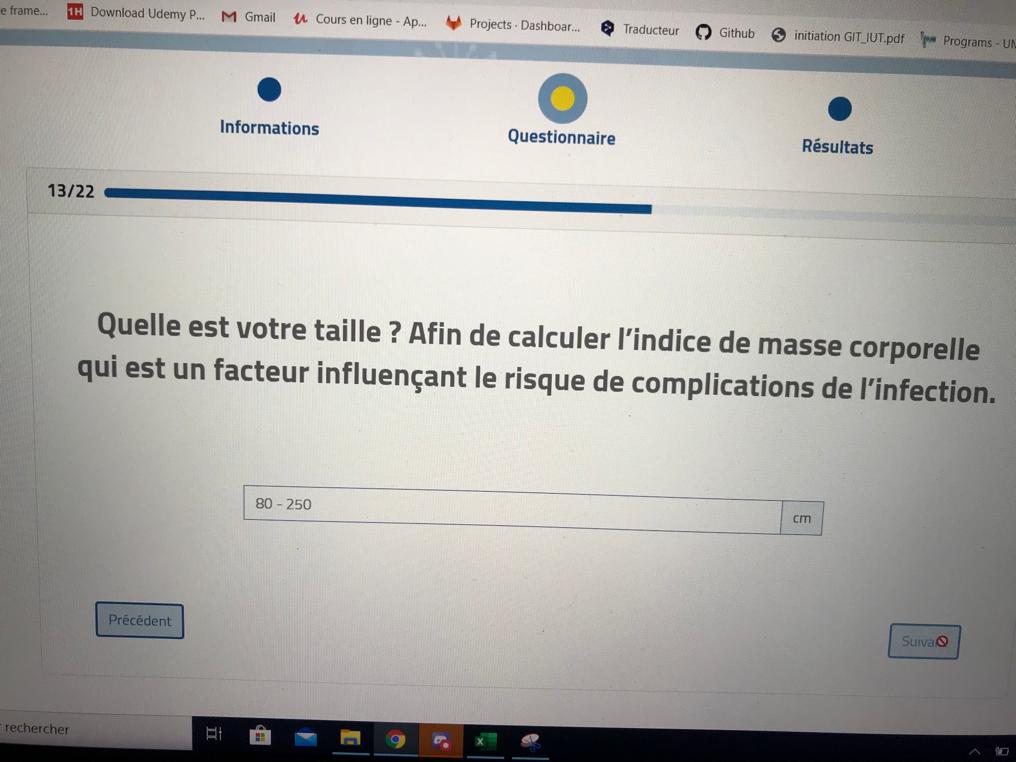 e frame...
1H Download Udemy P...
Gmail
Cours en ligne - Ap...
Projects · Dashboar...
Traducteur
Github
initiation GIT_IUT.pdf
Programs - UN
Informations
Questionnaire
Résultats
13/22
Quelle est votre taille ? Afin de calculer l'indice de masse corporelle
qui est un facteur influençant le risque de complications de l'infection.
80 - 250
cm
Précédent
Suiva
rechercher